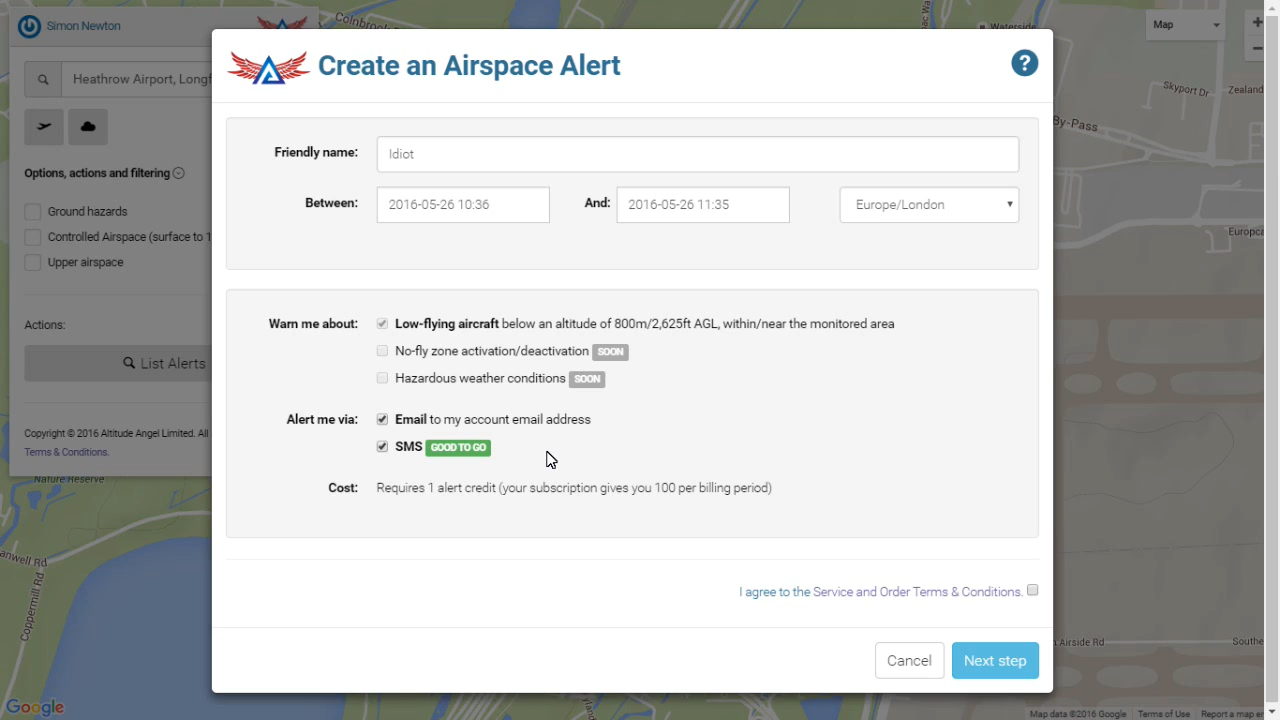 Simon Newton
Colnbrook
Waterside
Map
+
Heathrow Airport, Longf
Create an Airspace Alert
?
Skyport Dr
Zealand
By-Pass
Options, actions and filtering
Ground hazards
Controlled Airspace (surface to 1
Upper airspace
Friendly name: Idiot
Between: 2016-05-26 10:36 And: 2016-05-26 11:35 Europe/London
Europca
Actions:
List Alerts
Warn me about: Low-flying aircraft below an altitude of 800m/2,625ft AGL, within/near the monitored area
No-fly zone activation/deactivation SOON
Hazardous weather conditions SOON
Alert me via: Email to my account email address
SMS GOOD TO GO
Cost: Requires 1 alert credit (your subscription gives you 100 per billing period)
Copyright © 2016 Altitude Angel Limited. All
Terms & Conditions.
Nature Reserve
anwell Rd
Coppermill Rd
I agree to the Service and Order Terms & Conditions.
n Airside Rd
Southe
Cancel
Next step
Google
Map data ©2016 Google Terms of Use Report a map e